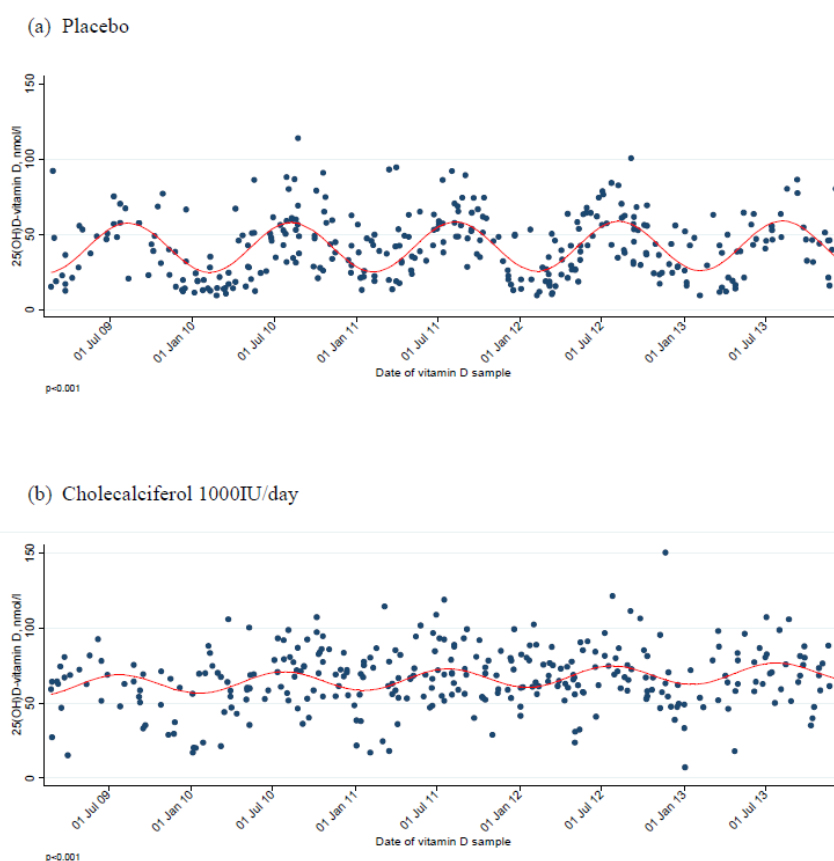 (a) Placebo
150
100
50
0
25(OH)D-vitamin D, nmol/l
01 Jul 09
01 Jan 10
01 Jul 10
01 Jan 11
01 Jul 11
01 Jan 12
01 Jul 12
01 Jan 13
01 Jul 13
Date of vitamin D sample
p<0.001
(b) Cholecalciferol 1000IU/day
150
100
50
0
25(OH)D-vitamin D, nmol/l
01 Jul 09
01 Jan 10
01 Jul 10
01 Jan 11
01 Jul 11
01 Jan 12
01 Jul 12
01 Jan 13
01 Jul 13
Date of vitamin D sample
p<0.001